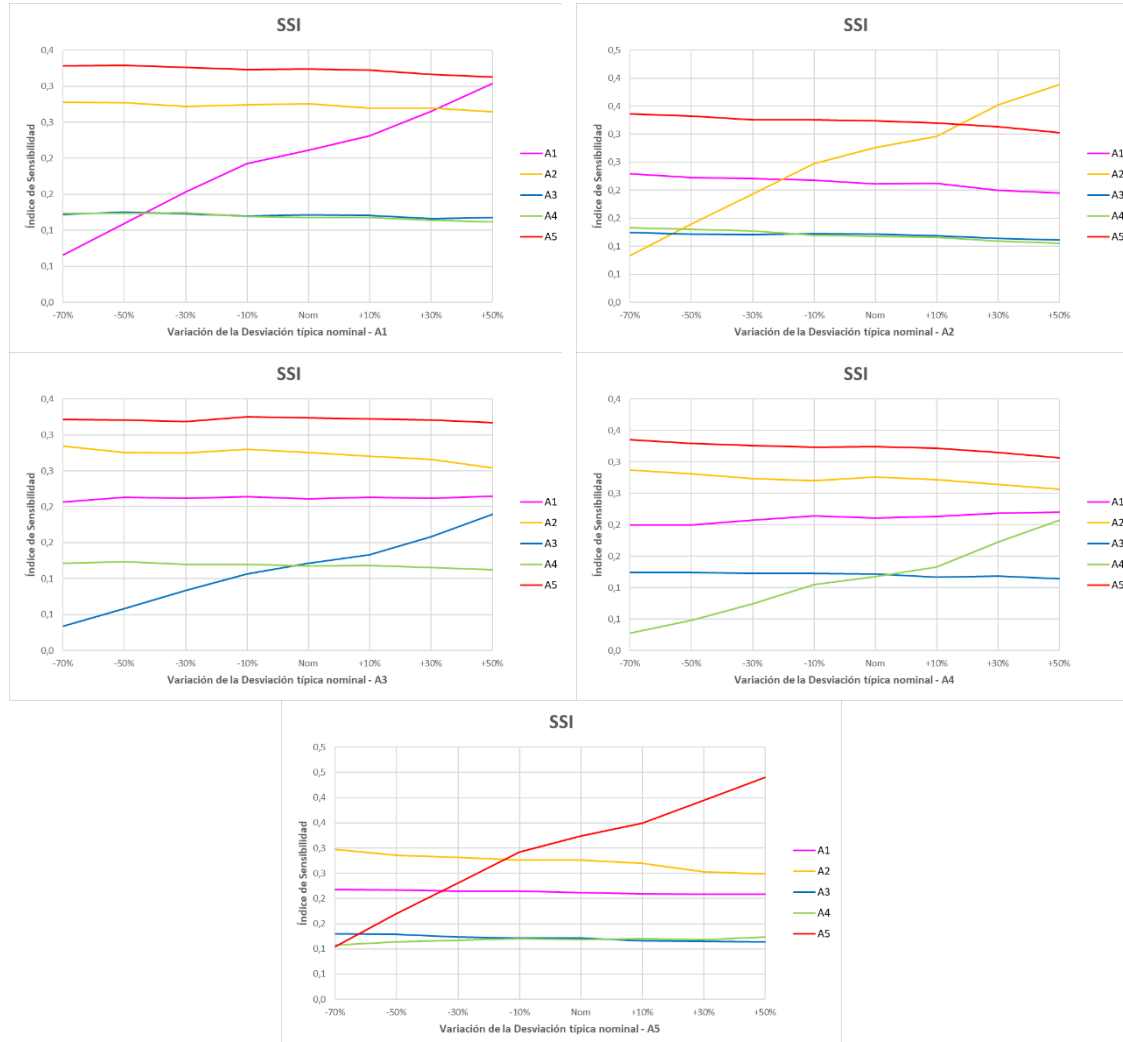 SSI
0,4
0,3
0,3
0,2
0,2
0,1
0,1
0,0
Índice de Sensibilidad
-70% -50% -30% -10% Nom +10% +30% +50%
Variación de la Desviación típica nominal - A1
A1
A2
A3
A4
A5
SSI
0,5
0,4
0,4
0,3
0,3
0,2
0,2
0,1
0,1
0,0
Índice de Sensibilidad
-70% -50% -30% -10% Nom +10% +30% +50%
Variación de la Desviación típica nominal - A2
A1
A2
A3
A4
A5
SSI
0,4
0,3
0,3
0,2
0,2
0,1
0,1
0,0
Índice de Sensibilidad
-70% -50% -30% -10% Nom +10% +30% +50%
Variación de la Desviación típica nominal - A3
A1
A2
A3
A4
A5
SSI
0,4
0,4
0,3
0,3
0,2
0,2
0,1
0,1
0,0
Índice de Sensibilidad
-70% -50% -30% -10% Nom +10% +30% +50%
Variación de la Desviación típica nominal - A4
A1
A2
A3
A4
A5
SSI
0,5
0,5
0,4
0,4
0,3
0,3
0,2
0,2
0,1
0,1
0,0
Índice de Sensibilidad
-70% -50% -30% -10% Nom +10% +30% +50%
Variación de la Desviación típica nominal - A5
A1
A2
A3
A4
A5